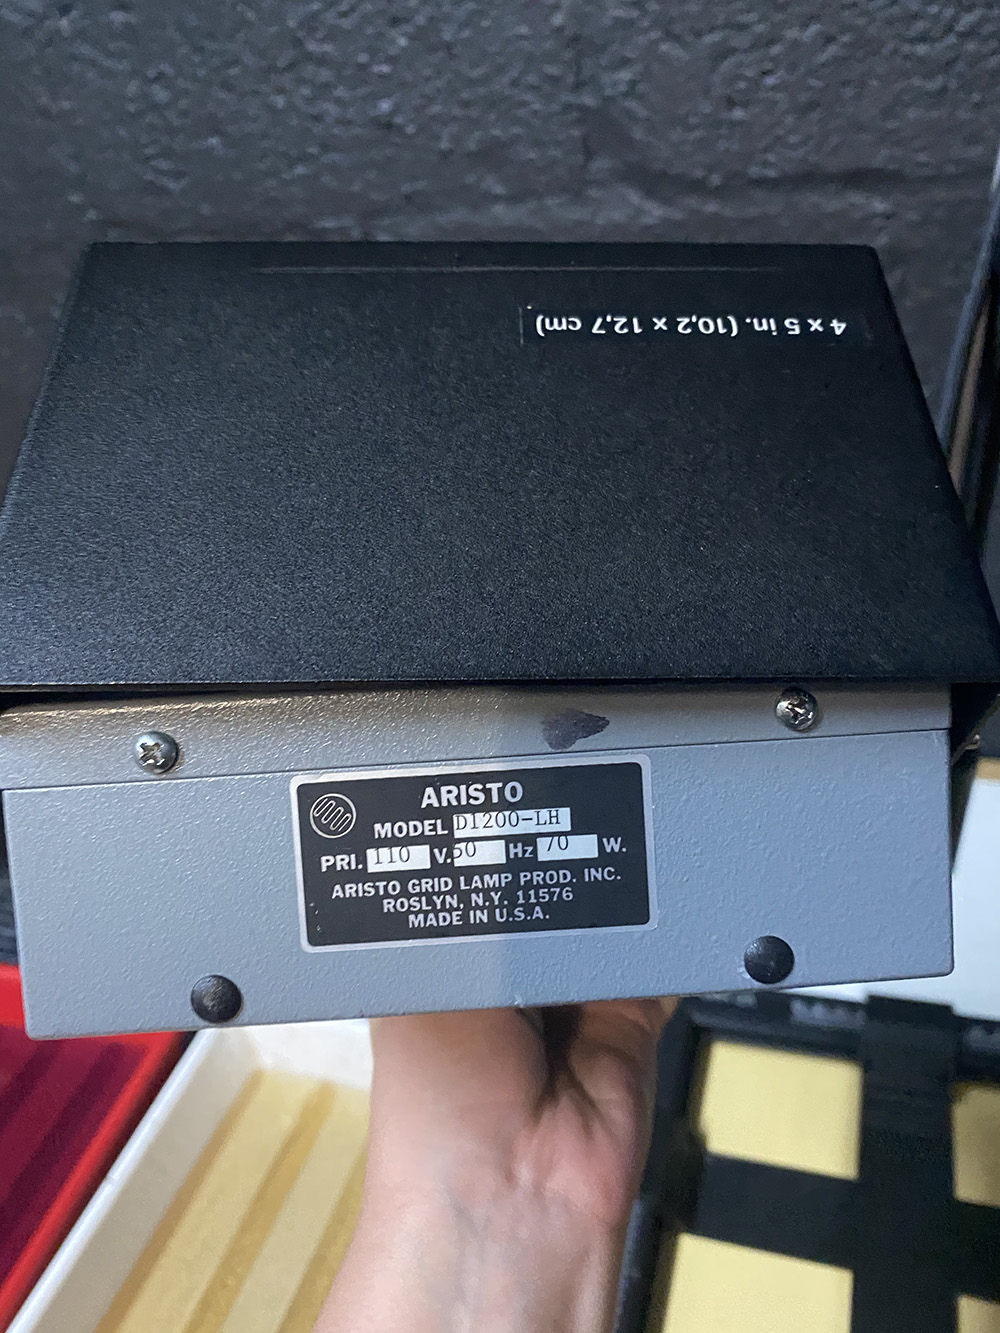 4 x 5 in. (10,2 x 12,7 cm)
ARISTO
MODEL D1200-LH
PRI. 110 V. 50 Hz 70 W.
ARISTO GRID LAMP PROD. INC.
ROSLYN, N.Y. 11576
MADE IN U.S.A.